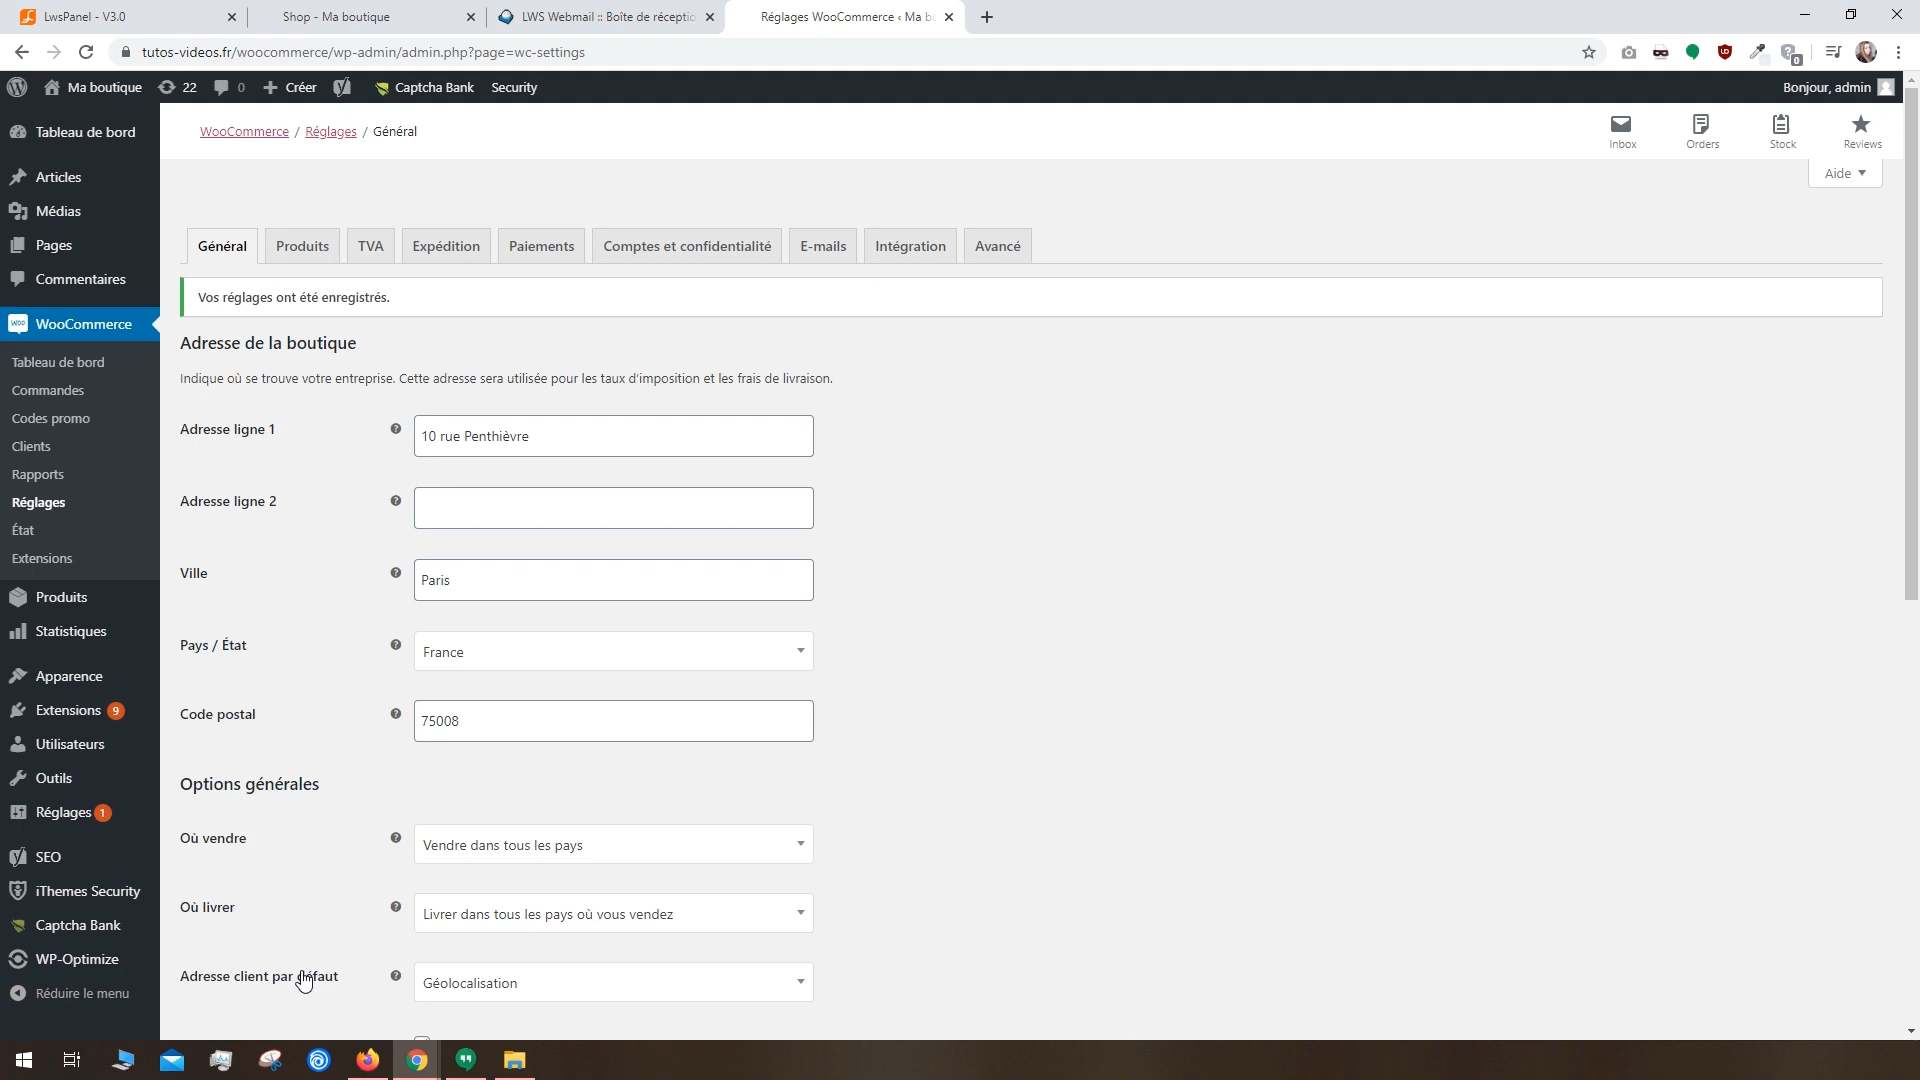 LwsPanel - V3.0
Shop - Ma boutique
LWS Webmail :: Boîte de réceptio
Réglages WooCommerce ‹ Ma bo
tutos-videos.fr/woocommerce/wp-admin/admin.php?page=wc-settings
Ma boutique
22
0
Créer
Captcha Bank
Security
Bonjour, admin
Tableau de bord
Articles
Médias
Pages
Commentaires
WooCommerce
Tableau de bord
Commandes
Codes promo
Clients
Rapports
Réglages
État
Extensions
Produits
Statistiques
Apparence
Extensions 9
Utilisateurs
Outils
Réglages 1
SEO
iThemes Security
Captcha Bank
WP-Optimize
Réduire le menu
WooCommerce / Réglages / Général
Inbox
Orders
Stock
Reviews
Aide
Général
Produits
TVA
Expédition
Paiements
Comptes et confidentialité
E-mails
Intégration
Avancé
Vos réglages ont été enregistrés.
Adresse de la boutique
Indique où se trouve votre entreprise. Cette adresse sera utilisée pour les taux d'imposition et les frais de livraison.
Adresse ligne 1
10 rue Penthièvre
Adresse ligne 2
Ville
Paris
Pays / État
France
Code postal
75008
Options générales
Où vendre
Vendre dans tous les pays
Où livrer
Livrer dans tous les pays où vous vendez
Adresse client par défaut
Géolocalisation